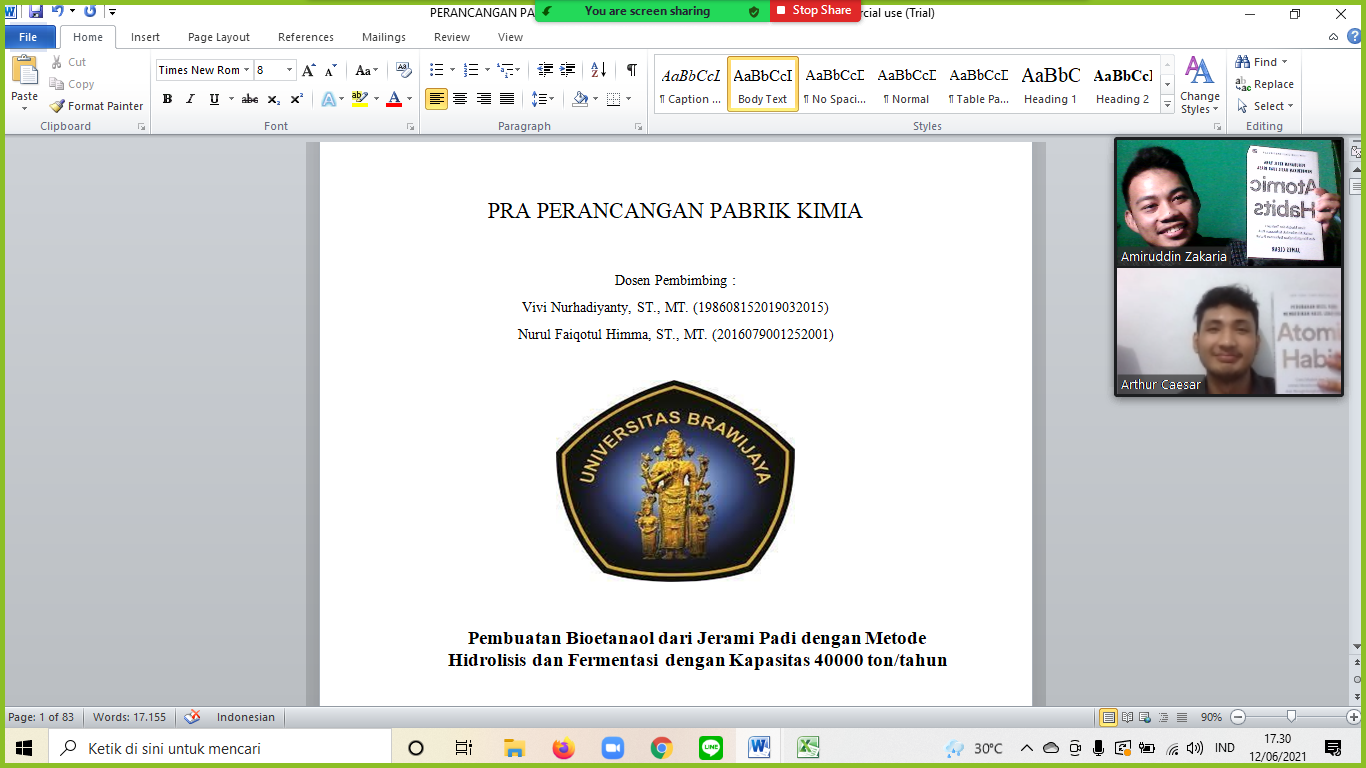 PERANCANGAN PA
You are screen sharing
Stop Share
rcial use (Trial)
File
Home
Insert
Page Layout
References
Mailings
Review
View
Paste
Cut
Copy
Format Painter
Clipboard
Times New Rom
8
Font
Paragraph
AaBbCcI
AaBbCcI
AaBbCcD
AaBbCcD
AaBbCcD
AaBbC
AaBbCcl
¶ Caption ...
Body Text
¶ No Spaci...
¶ Normal
¶ Table Pa...
Heading 1
Heading 2
Change
Styles
Styles
Find
Replace
Select
Editing
PRA PERANCANGAN PABRIK KIMIA
Dosen Pembimbing :
Vivi Nurhadiyanty, ST., MT. (198608152019032015)
Nurul Faiqotul Himma, ST., MT. (2016079001252001)
UNIVERSITAS BRAWIJAYA
Pembuatan Bioetanaol dari Jerami Padi dengan Metode
Hidrolisis dan Fermentasi dengan Kapasitas 40000 ton/tahun
Atomic
Habits
JAMES CLEAR
Amiruddin Zakaria
Atomi
Habi
Arthur Caesar
Page: 1 of 83
Words: 17.155
Indonesian
90%
Ketik di sini untuk mencari
LINE
30°C
IND
17.30
12/06/2021